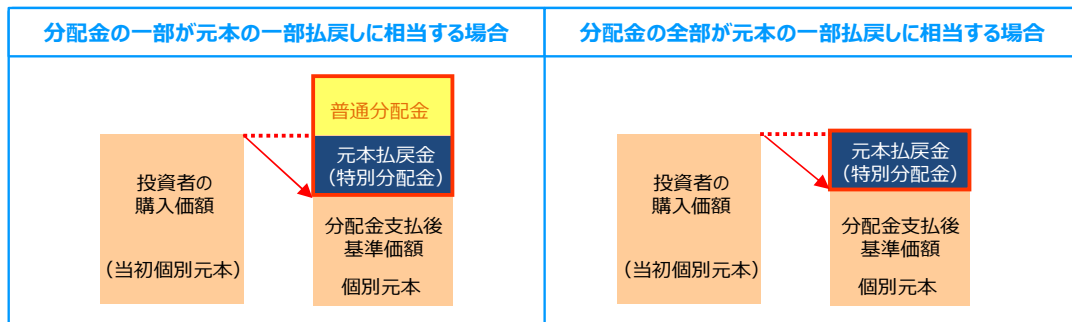 分配金の一部が元本の一部払戻しに相当する場合
普通分配金
元本払戻金
（特別分配金）
投資者の
購入価額
（当初個別元本）
分配金支払後
基準価額
個別元本
分配金の全部が元本の一部払戻しに相当する場合
元本払戻金
（特別分配金）
投資者の
購入価額
（当初個別元本）
分配金支払後
基準価額
個別元本